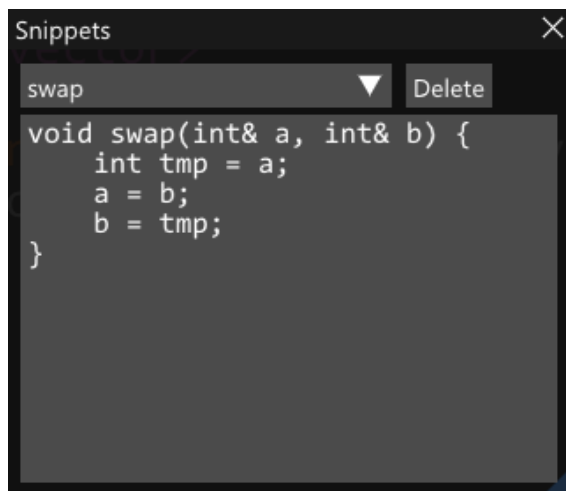 Snippets
swap
Delete
void swap(int& a, int& b) {
    int tmp = a;
    a = b;
    b = tmp;
}